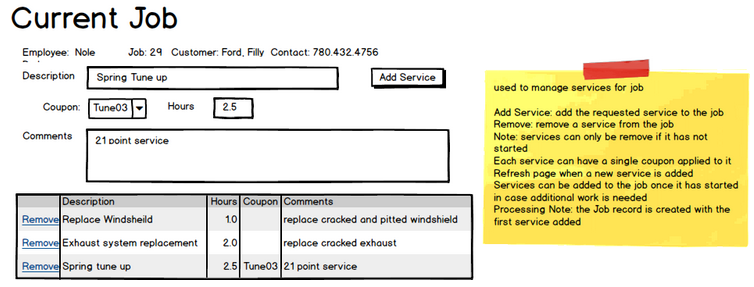 Current Job
Employee: Nole Job: 29 Customer: Ford, Filly Contact: 780.432.4756
Description Spring Tune up Add Service
Coupon: Tune03 Hours 2.5
Comments 21 point service
Description Hours Coupon Comments
Remove Replace Windsheild 1.0 replace cracked and pitted windshield
Remove Exhaust system replacement 2.0 replace cracked exhaust
Remove Spring tune up 2.5 Tune03 21 point service
used to manage services for job
Add Service: add the requested service to the job
Remove: remove a service from the job
Note: services can only be remove if it has not
started
Each service can have a single coupon applied to it
Refresh page when a new service is added
Services can be added to the job once it has started
in case additional work is needed
Processing Note: the Job record is created with the
first service added